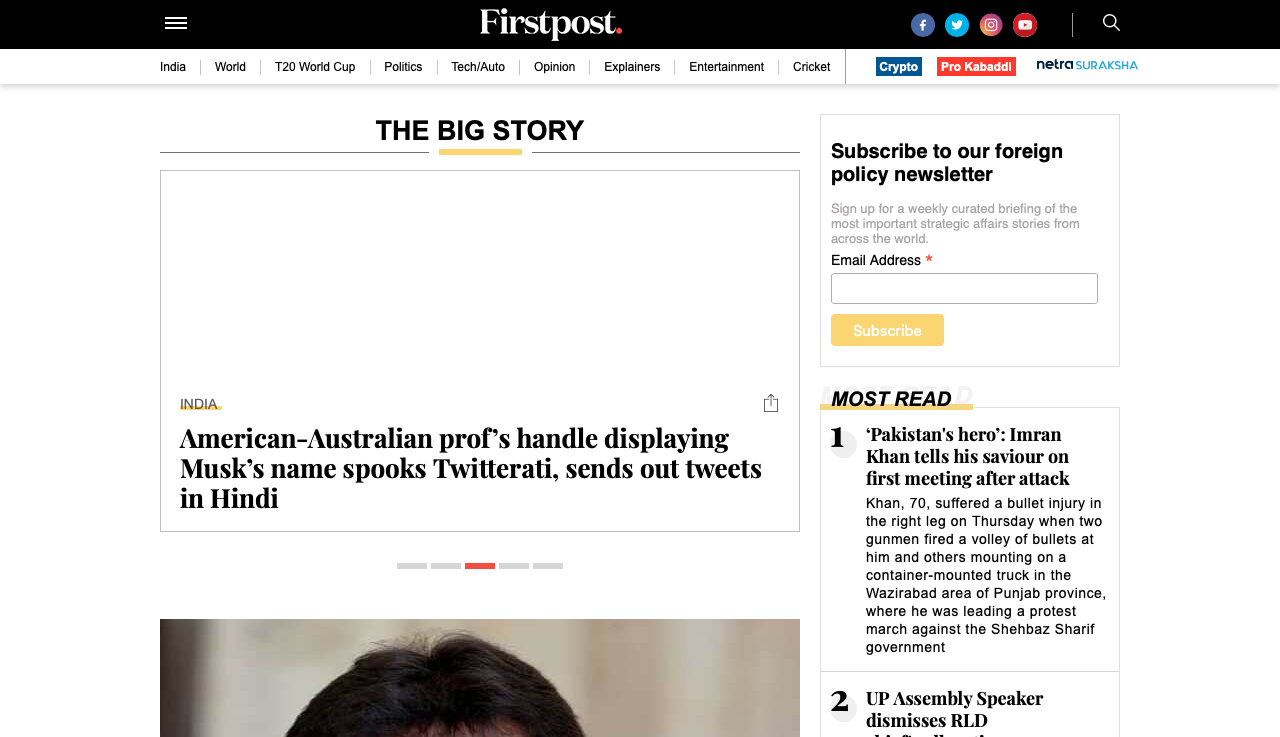 Firstpost.
India
World
T20 World Cup
Politics
Tech/Auto
Opinion
Explainers
Entertainment
Cricket
Crypto
Pro Kabaddi
netra SURAKSHA
THE BIG STORY
INDIA
American-Australian prof’s handle displaying
Musk’s name spooks Twitterati, sends out tweets
in Hindi
Subscribe to our foreign
policy newsletter
Sign up for a weekly curated briefing of the
most important strategic affairs stories from
across the world.
Email Address *
Subscribe
MOST READ
1
‘Pakistan's hero’: Imran
Khan tells his saviour on
first meeting after attack
Khan, 70, suffered a bullet injury in
the right leg on Thursday when two
gunmen fired a volley of bullets at
him and others mounting on a
container-mounted truck in the
Wazirabad area of Punjab province,
where he was leading a protest
march against the Shehbaz Sharif
government
2
UP Assembly Speaker
dismisses RLD